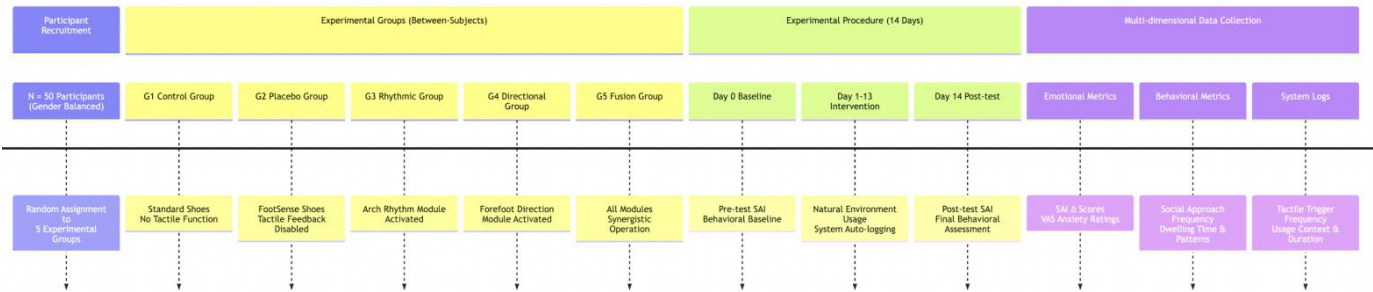 Participant
Recruitment
Experimental Groups (Between-Subjects)
Experimental Procedure (14 Days)
Multi-dimensional Data Collection
N = 50 Participants
(Gender Balanced)
G1 Control Group
G2 Placebo Group
G3 Rhythmic Group
G4 Directional
Group
G5 Fusion Group
Day 0 Baseline
Day 1-13
Intervention
Day 14 Post-test
Emotional Metrics
Behavioral Metrics
System Logs
Random Assignment
to
5 Experimental
Groups
Standard Shoes
No Tactile Function
FootSense Shoes
Tactile Feedback
Disabled
Arch Rhythm Module
Activated
Forefoot Direction
Module Activated
All Modules
Synergistic
Operation
Pre-test SAI
Behavioral Baseline
Natural Environment
Usage
System Auto-logging
Post-test SAI
Final Behavioral
Assessment
SAI Δ Scores
VAS Anxiety Ratings
Social Approach
Frequency
Dwelling Time &
Patterns
Tactile Trigger
Frequency
Usage Context &
Duration